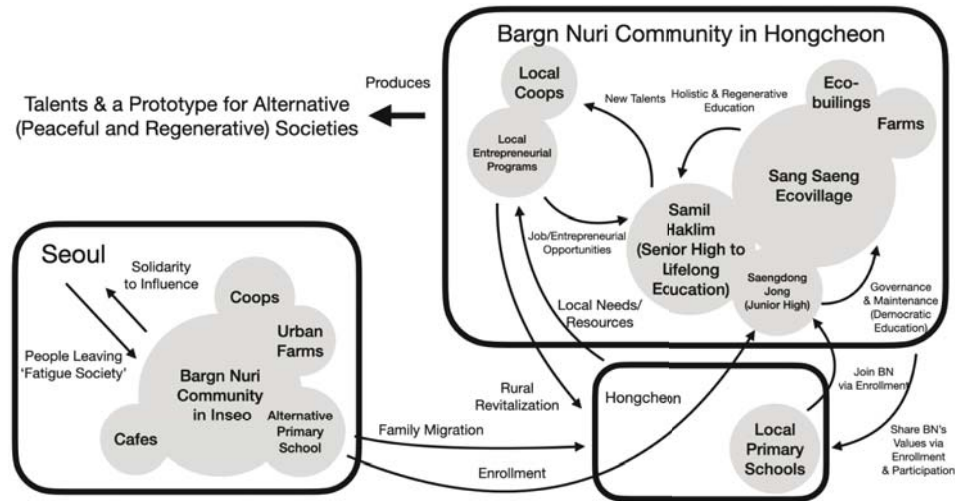 Bargn Nuri Community in Hongcheon
Produces
Talents & a Prototype for Alternative
(Peaceful and Regenerative) Societies
Local
Coops
New Talents
Holistic & Regenerative
Education
Eco-
builings
Farms
Local
Entrepreneurial
Programs
Sang Saeng
Ecovillage
Samil
Haklim
(Senior High to
Lifelong
Education)
Job/Entrepreneurial
Opportunities
Saengdong
Jong
(Junior High)
Governance
& Maintenance
(Democratic
Education)
Local Needs/
Resources
Seoul
Solidarity
to Influence
Coops
Urban
Farms
People Leaving
'Fatigue Society'
Bargn Nuri
Community
in Inseo
Cafes
Alternative
Primary
School
Rural
Revitalization
Family Migration
Enrollment
Hongcheon
Local
Primary
Schools
Join BN
via Enrollment
Share BN's
Values via
Enrollment
& Participation